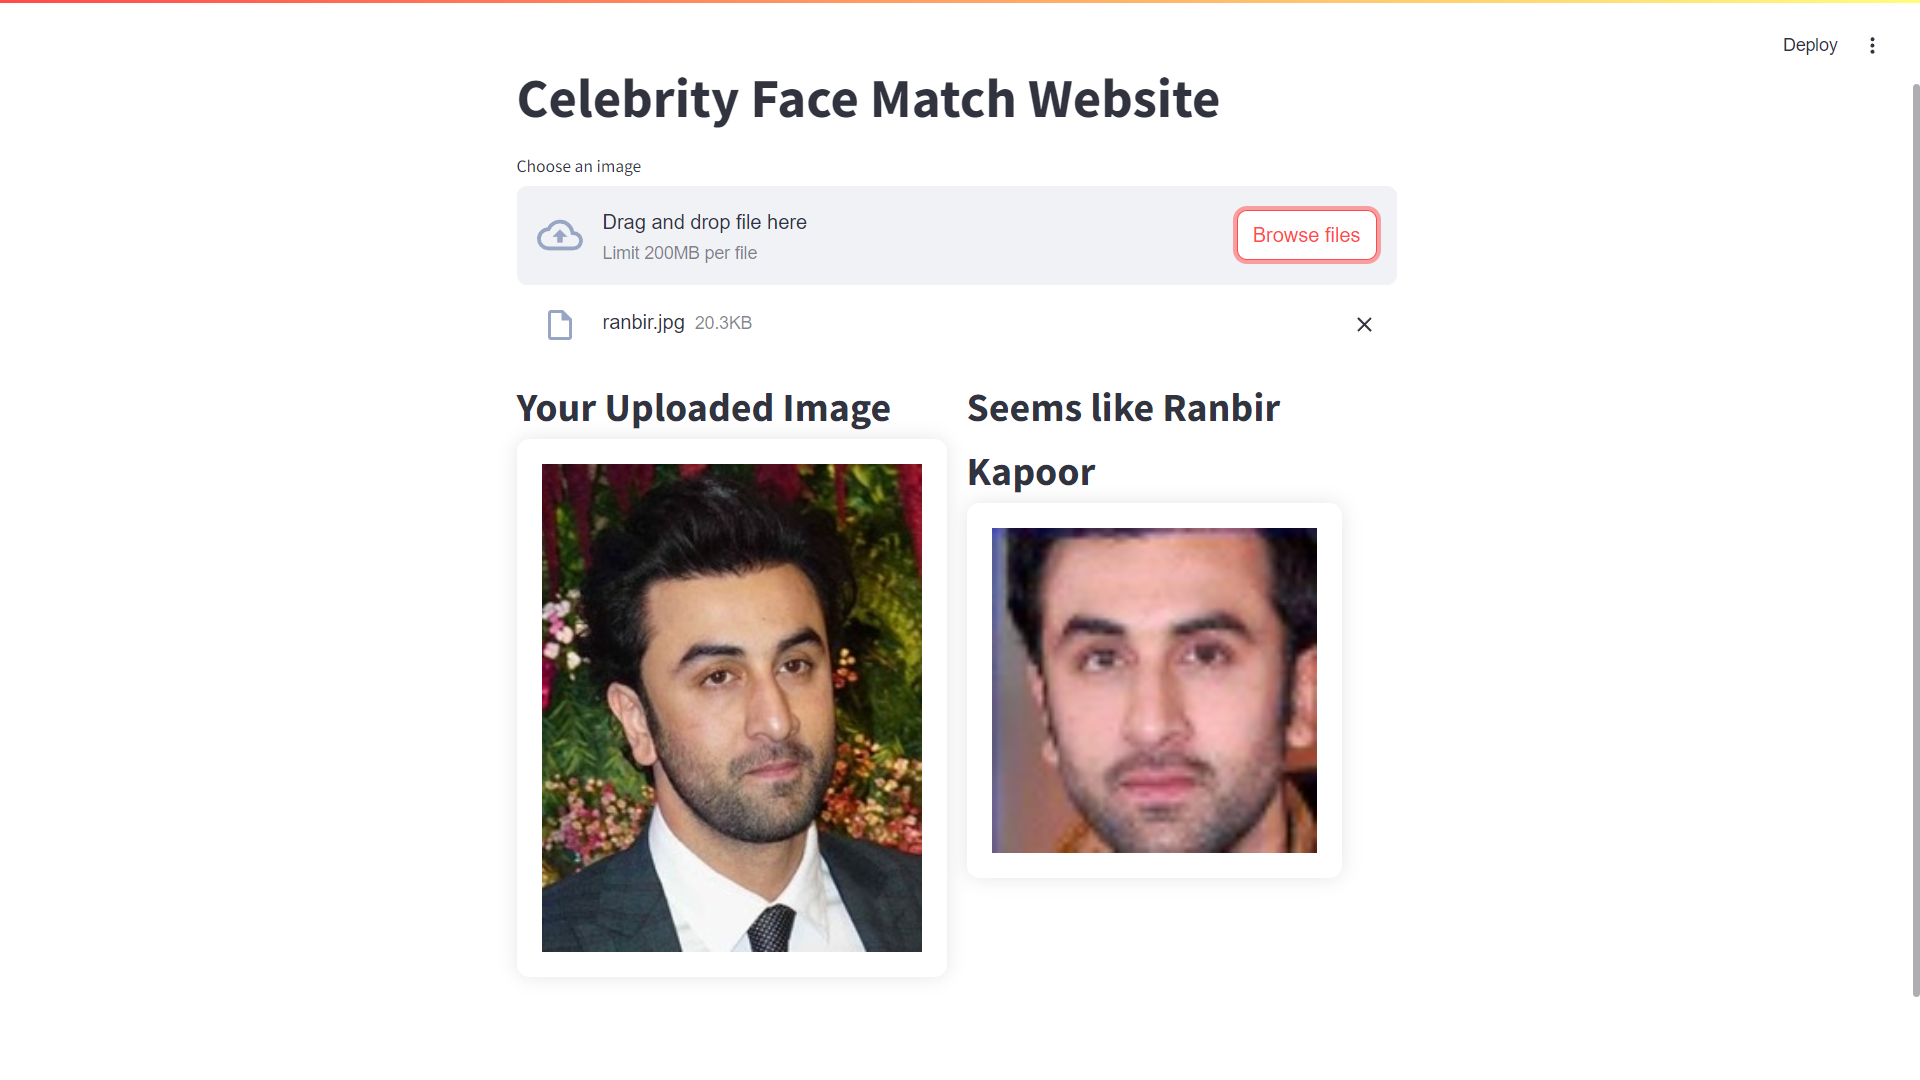 Deploy
Celebrity Face Match Website
Choose an image
Drag and drop file here
Limit 200MB per file
Browse files
ranbir.jpg 20.3KB
Your Uploaded Image
Seems like Ranbir
Kapoor